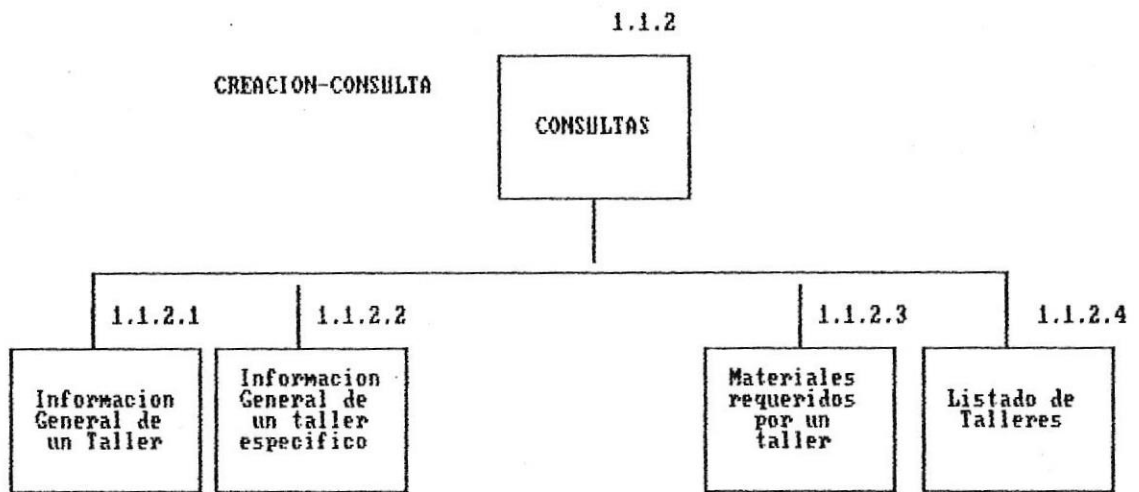 1.1.2
CREACION-CONSULTA
CONSULTAS
1.1.2.1
1.1.2.2
1.1.2.3
1.1.2.4
Informacion
General de
un Taller
Informacion
General de
un taller
especifico
Materiales
requeridos
por un
taller
Listado de
Talleres